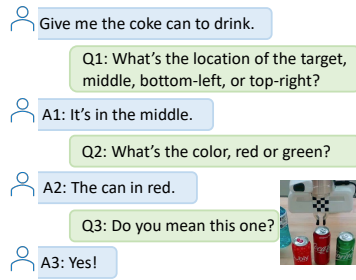 Give me the coke can to drink.
Q1: What's the location of the target,
middle, bottom-left, or top-right?
A1: It's in the middle.
Q2: What's the color, red or green?
A2: The can in red.
Q3: Do you mean this one?
A3: Yes!